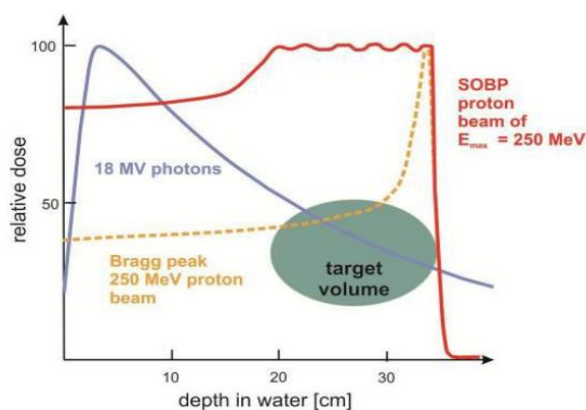 100
50
relative dose
18 MV photons
Bragg peak
250 MeV proton
beam
target
volume
SOBP
proton
beam of
E max = 250 MeV
10
20
30
depth in water [cm]